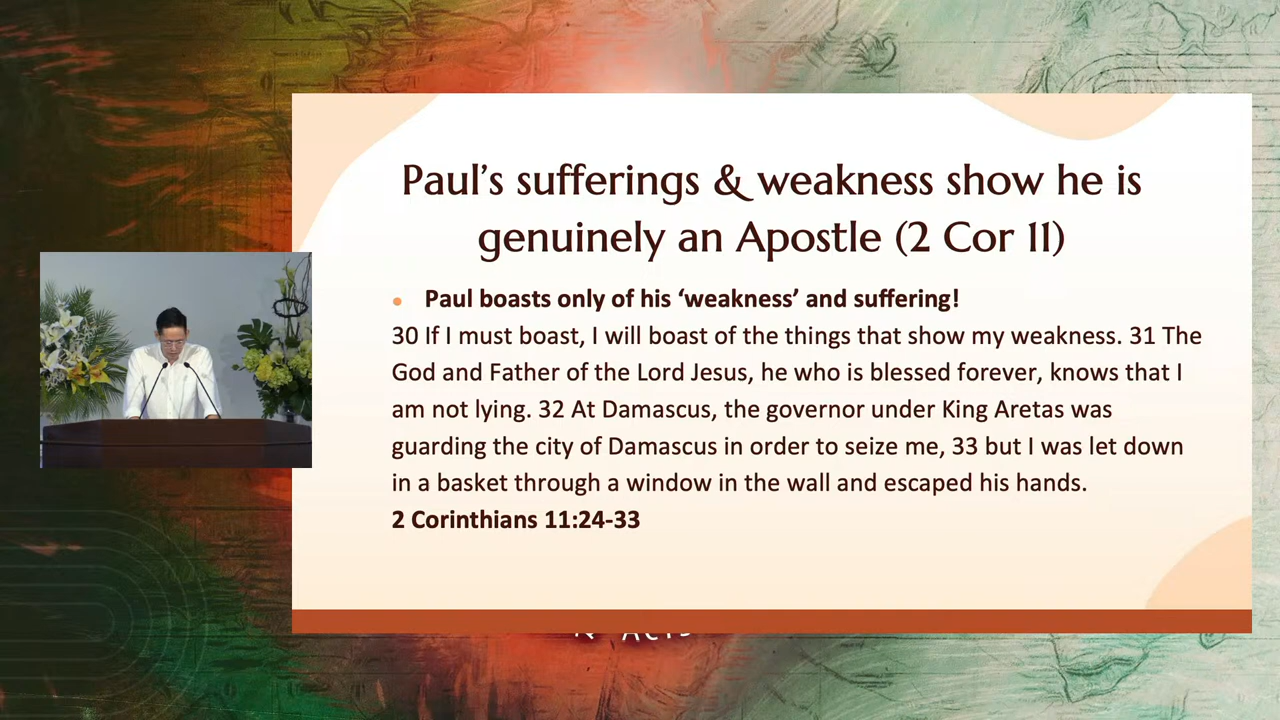 Paul’s sufferings & weakness show he is
genuinely an Apostle (2 Cor 11)
• Paul boasts only of his ‘weakness’ and suffering!
30 If I must boast, I will boast of the things that show my weakness. 31 The
God and Father of the Lord Jesus, he who is blessed forever, knows that I
am not lying. 32 At Damascus, the governor under King Aretas was
guarding the city of Damascus in order to seize me, 33 but I was let down
in a basket through a window in the wall and escaped his hands.
2 Corinthians 11:24-33